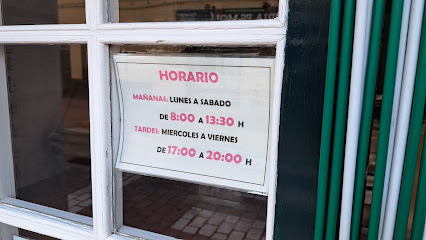 HORARIO
MAÑANAS: LUNES A SABADO
DE 8:00 A 13:30 H
TARDES: MIERCOLES A VIERNES
DE 17:00 A 20:00 H